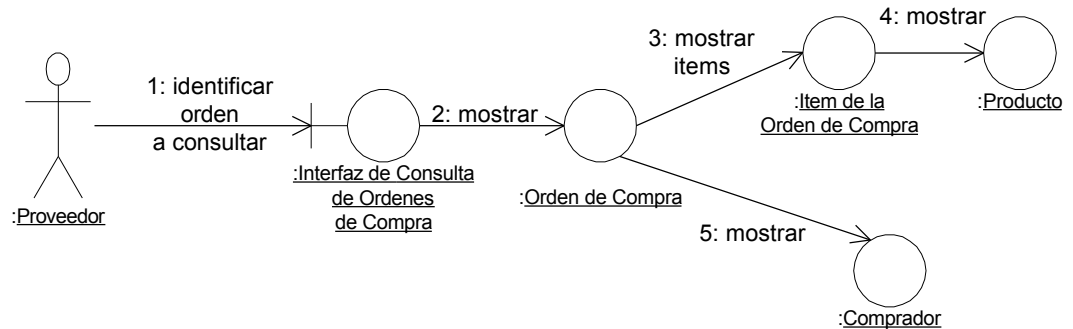 1: identificar
orden
a consultar
:Proveedor
:Interfaz de Consulta
de Ordenes
de Compra
2: mostrar
:Orden de Compra
3: mostrar
items
:Item de la
Orden de Compra
4: mostrar
:Producto
5: mostrar
:Comprador